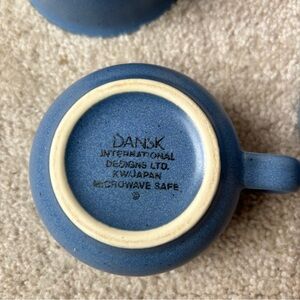 DANSK
INTERNATIONAL
DESIGNS LTD.
KW/JAPAN
MICROWAVE SAFE
©